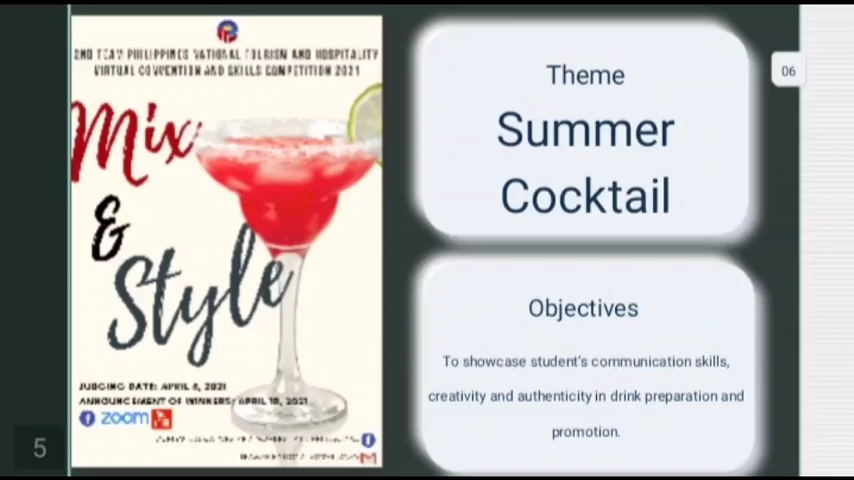 2ND TEAM PHILIPPINES NATIONAL TOURISM AND HOSPITALITY
VIRTUAL CONVENTION AND SKILLS COMPETITION 2021
Mix
&
Style
JUDGING DATE: APRIL 6, 2021
ANNOUNCEMENT OF WINNERS: APRIL 10, 2021
zoom
5
Theme
Summer
Cocktail
06
Objectives
To showcase student's communication skills,
creativity and authenticity in drink preparation and
promotion.